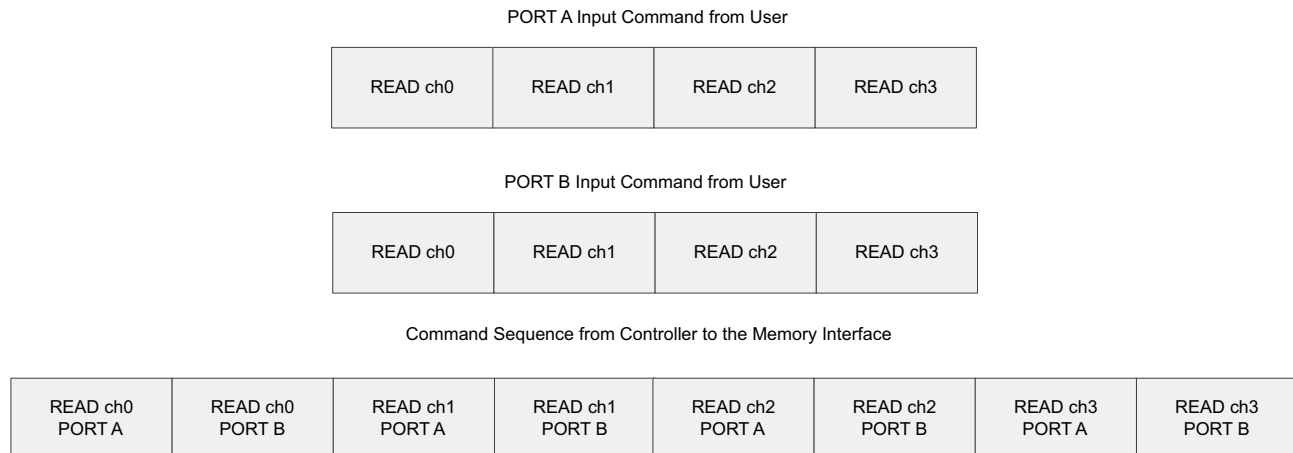 PORT A Input Command from User
READ ch0 READ ch1 READ ch2 READ ch3
PORT B Input Command from User
READ ch0 READ ch1 READ ch2 READ ch3
Command Sequence from Controller to the Memory Interface
READ ch0 READ ch0 READ ch1 READ ch1 READ ch2 READ ch2 READ ch3 READ ch3
PORT A PORT B PORT A PORT B PORT A PORT B PORT A PORT B